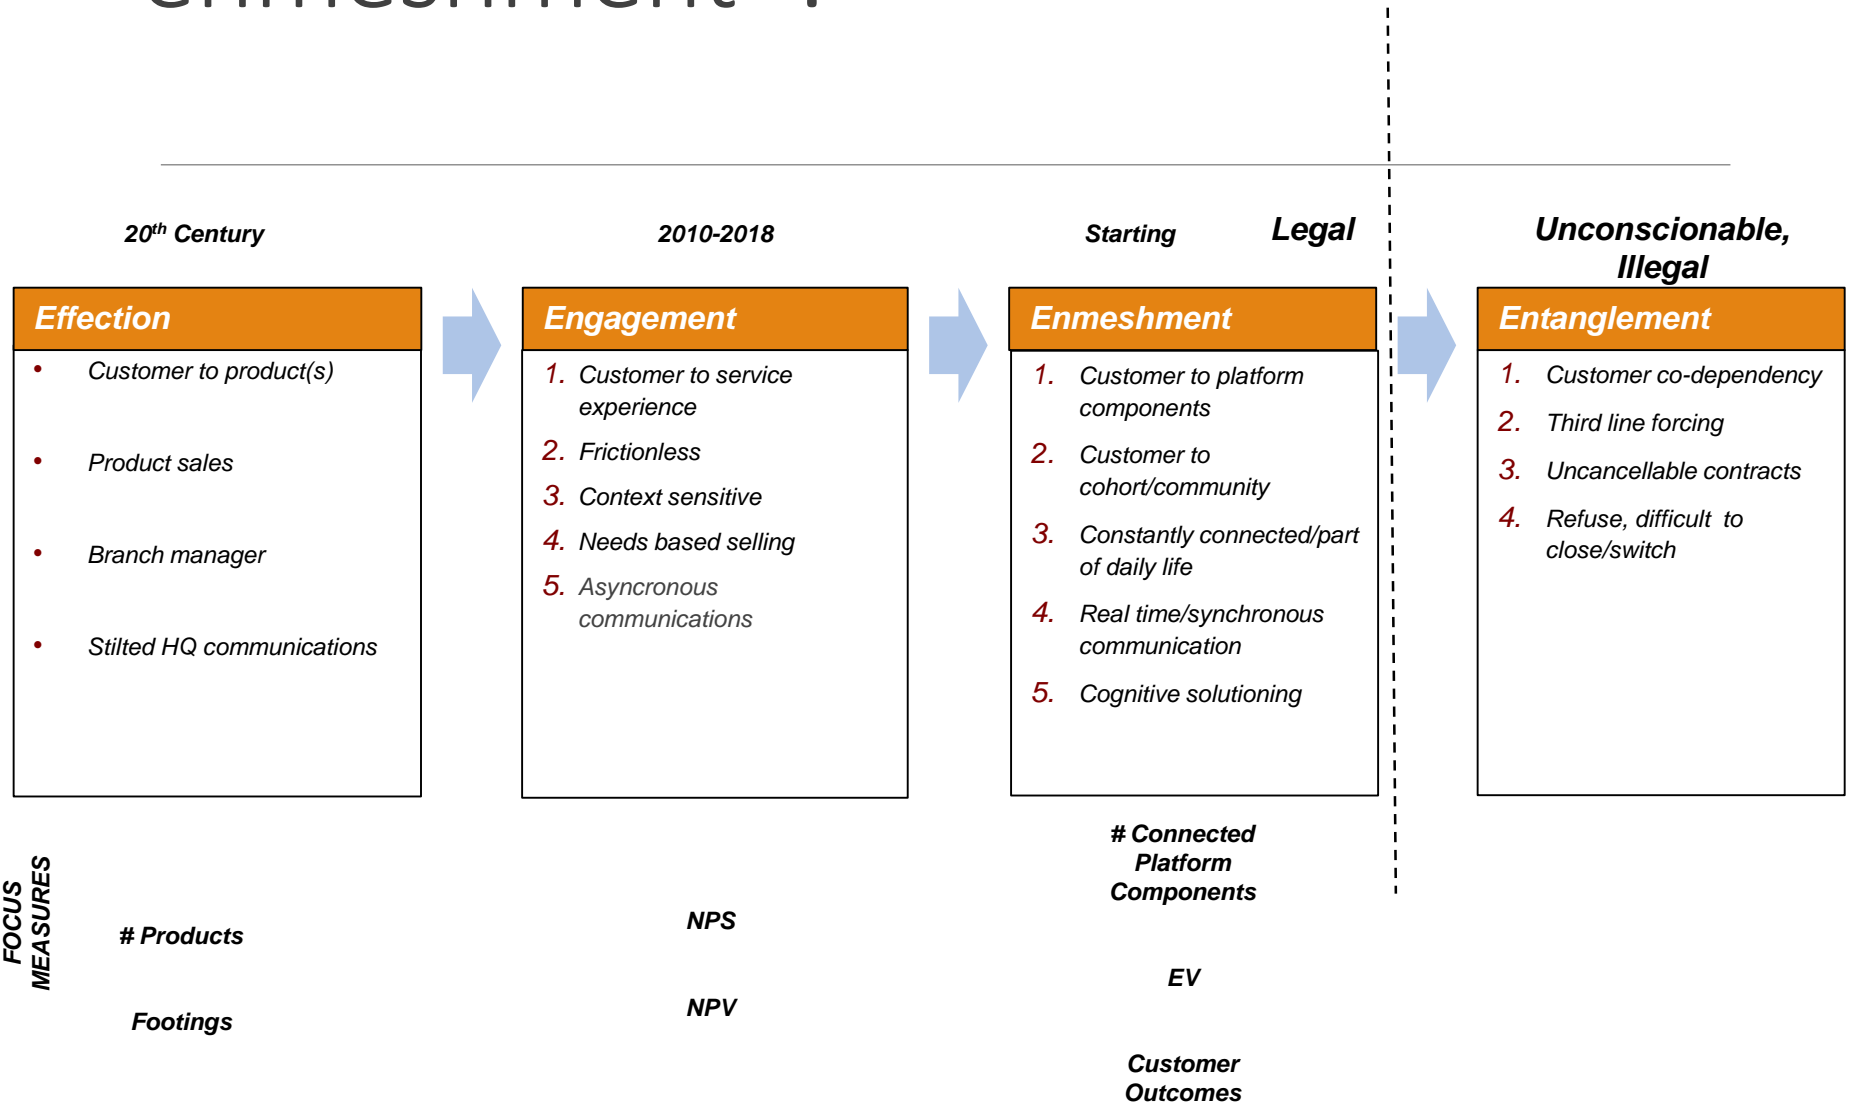 enmeshment".
20th Century
2010-2018
Starting
Legal
Unconscionable,
Illegal
Effection
• Customer to product(s)
• Product sales
• Branch manager
• Stilted HQ communications
Engagement
1. Customer to service
experience
2. Frictionless
3. Context sensitive
4. Needs based selling
5. Asyncronous
communications
Enmeshment
1. Customer to platform
components
2. Customer to
cohort/community
3. Constantly connected/part
of daily life
4. Real time/synchronous
communication
5. Cognitive solutioning
Entanglement
1. Customer co-dependency
2. Third line forcing
3. Uncancellable contracts
4. Refuse, difficult to
close/switch
FOCUS
MEASURES
# Products
Footings
NPS
NPV
# Connected
Platform
Components
EV
Customer
Outcomes